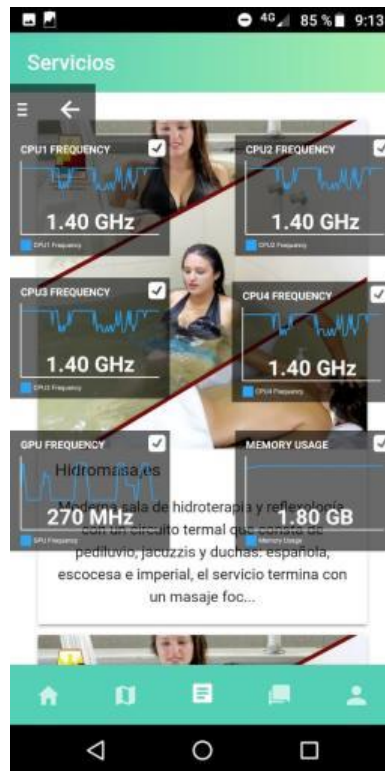 4G 85 % 9:13
Servicios
CPU1 FREQUENCY
1.40 GHz
CPU1 Frequency
CPU2 FREQUENCY
1.40 GHz
CPU2 Frequency
CPU3 FREQUENCY
1.40 GHz
CPU3 Frequency
CPU4 FREQUENCY
1.40 GHz
CPU4 Frequency
GPU FREQUENCY
270 MHz
GPU Frequency
MEMORY USAGE
1.80 GB
Memory Usage
Hidromasajes
Moderna sala de hidroterapia y reflexología
con un circuito termal que consta de
pediluvio, jacuzzis y duchas: española,
escocesa e imperial, el servicio termina con
un masaje foc...